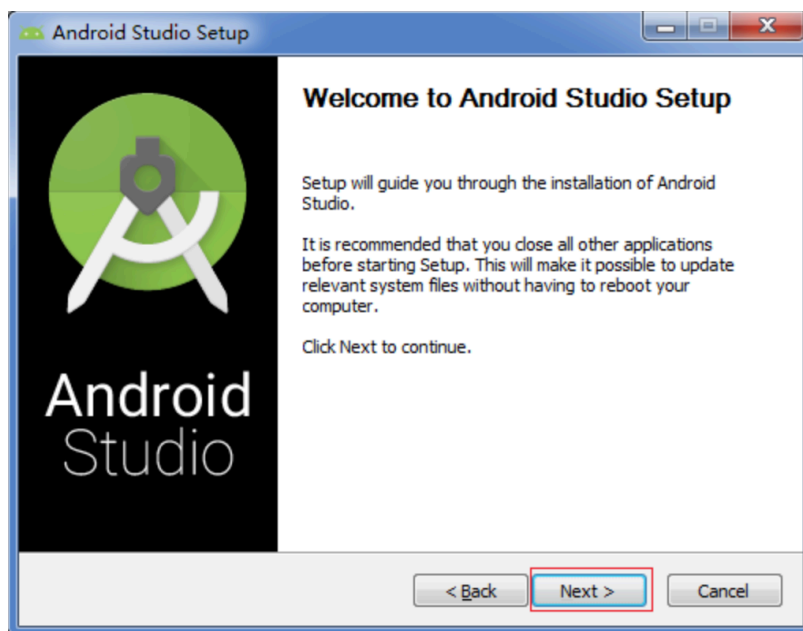 Android Studio Setup
Welcome to Android Studio Setup
Setup will guide you through the installation of Android
Studio.
It is recommended that you close all other applications
before starting Setup. This will make it possible to update
relevant system files without having to reboot your
computer.
Click Next to continue.
Android
Studio
< Back Next > Cancel